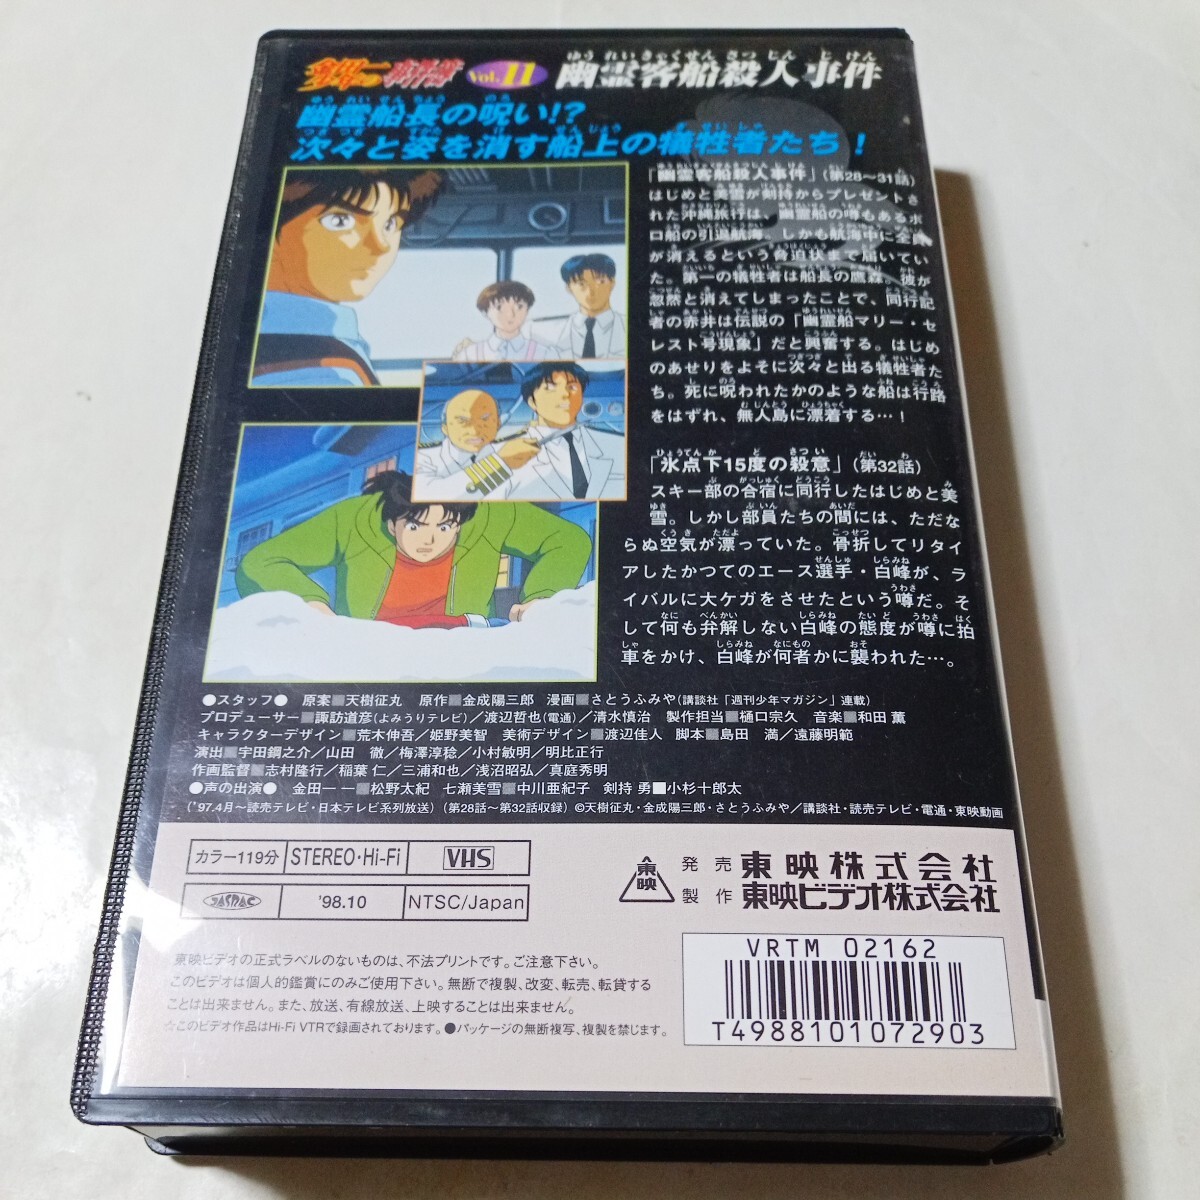 金田一少年の事件簿 Vol.11 幽霊客船殺人事件
幽霊船長の呪い!?
次々と姿を消す船上の犠牲者たち!
「幽霊客船殺人事件」(第28〜31話)
はじめと美雪が剣持からプレゼントさ
れた沖縄旅行は、幽霊船の噂もあるボ
ロ船の引退航海。しかも航海中に全員
が消えるという脅迫状まで届いてい
た。第一の犠牲者は船長の鷹森。彼が
忽然と消えてしまったことで、同行記
者の赤井は伝説の「幽霊船マリー・セ
レスト号現象」だと興奮する。はじめ
のあせりをよそに次々と出る犠牲者た
ち。死に呪われたかのような船は行路
をはずれ、無人島に漂着する…!
「氷点下15度の殺意」(第32話)
スキー部の合宿に同行したはじめと美
雪。しかし部員たちの間には、ただな
らぬ空気が漂っていた。骨折してリタイ
アしたかつてのエース選手・白峰が、ラ
イバルに大ケガをさせたという噂だ。そ
して何も弁解しない白峰の態度が噂に拍
車をかけ、白峰が何者かに襲われた…。
●スタッフ● 原案■天樹征丸 原作■金成陽三郎 漫画■さとうふみや(講談社「週刊少年マガジン」連載)
プロデューサー■諏訪道彦(よみうりテレビ)/渡辺哲也(電通)/清水慎治 製作担当■樋口宗久 音楽■和田 薫
キャラクターデザイン■荒木伸吾/姫野美智 美術デザイン■渡辺佳人 脚本■島田 満/遠藤明範
演出■宇田鋼之介/山田 徹/梅澤淳稔/小村敏明/明比正行
作画監督■志村隆行/稲葉 仁/三浦和也/浅沼昭弘/真庭秀明
●声の出演● 金田一 一■松野太紀 七瀬美雪■中川亜紀子 剣持 勇■小杉十郎太
('97.4月〜読売テレビ・日本テレビ系列放送)(第28話〜第32話収録) ©天樹征丸・金成陽三郎・さとうふみや/講談社・読売テレビ・電通・東映動画
カラー119分 STEREO・Hi-Fi VHS
JASRAC '98.10 NTSC/Japan
東映 発売 東映株式会社
製作 東映ビデオ株式会社
東映ビデオの正式ラベルのないものは、不法プリントです。ご注意下さい。
このビデオは個人的鑑賞にのみご使用下さい。無断で複製、改変、転売、転貸する
ことは出来ません。また、放送、有線放送、上映することは出来ません。
☆このビデオ作品はHi-Fi VTRで録画されております。●パッケージの無断複写、複製を禁じます。
VRTM 02162
T4988101072903